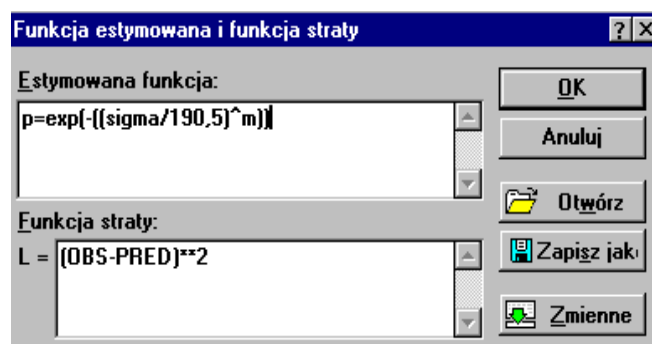 Funkcja estymowana i funkcja straty
Estymowana funkcja:
p=exp(-((sigma/190,5)^m))
OK
Anuluj
Otwórz
Funkcja straty:
L = (OBS-PRED)**2
Zapisz jak
Zmienne